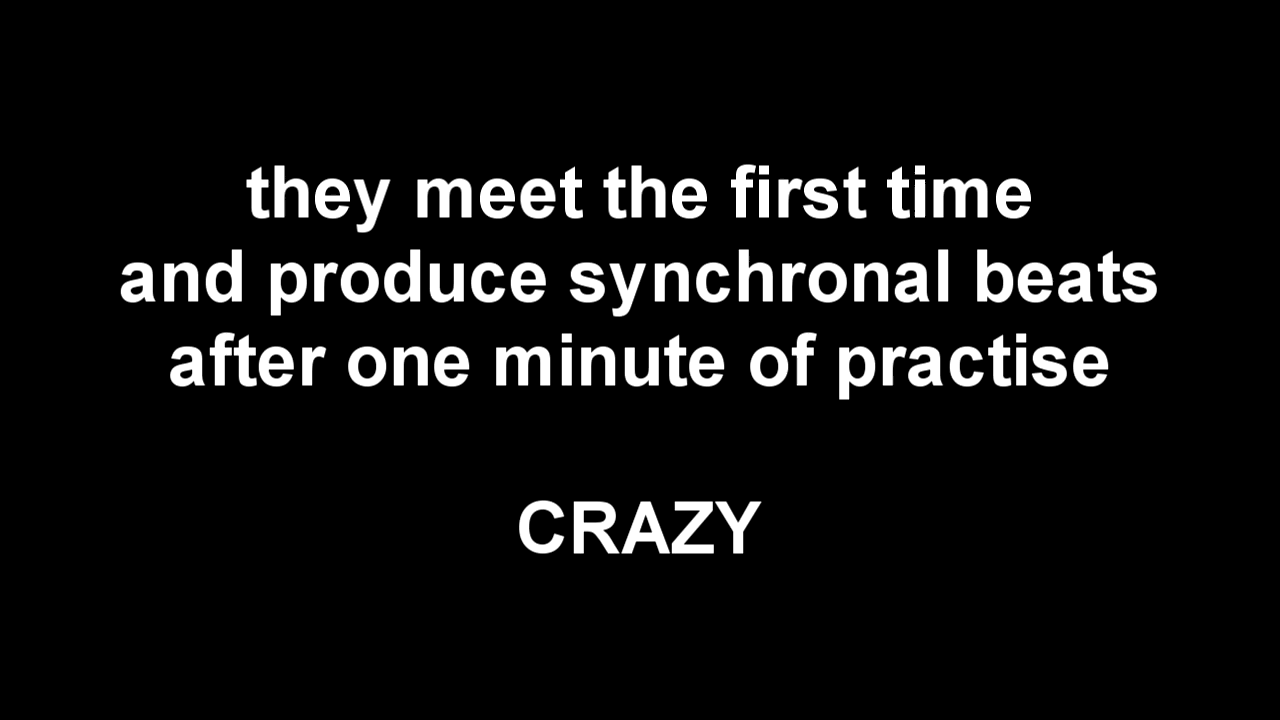 they meet the first time
and produce synchronal beats
after one minute of practise
CRAZY